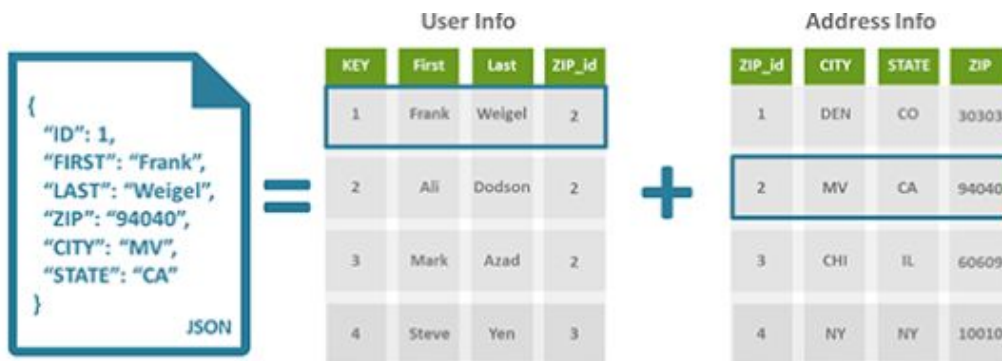 User Info
Address Info
{
"ID": 1,
"FIRST": "Frank",
"LAST": "Weigel",
"ZIP": "94040",
"CITY": "MV",
"STATE": "CA"
}
JSON
=
KEY First Last ZIP_id
1 Frank Weigel 2
2 Ali Dodson 2
3 Mark Azad 2
4 Steve Yen 3
+
ZIP_id CITY STATE ZIP
1 DEN CO 30303
2 MV CA 94040
3 CHI IL 60609
4 NY NY 10010